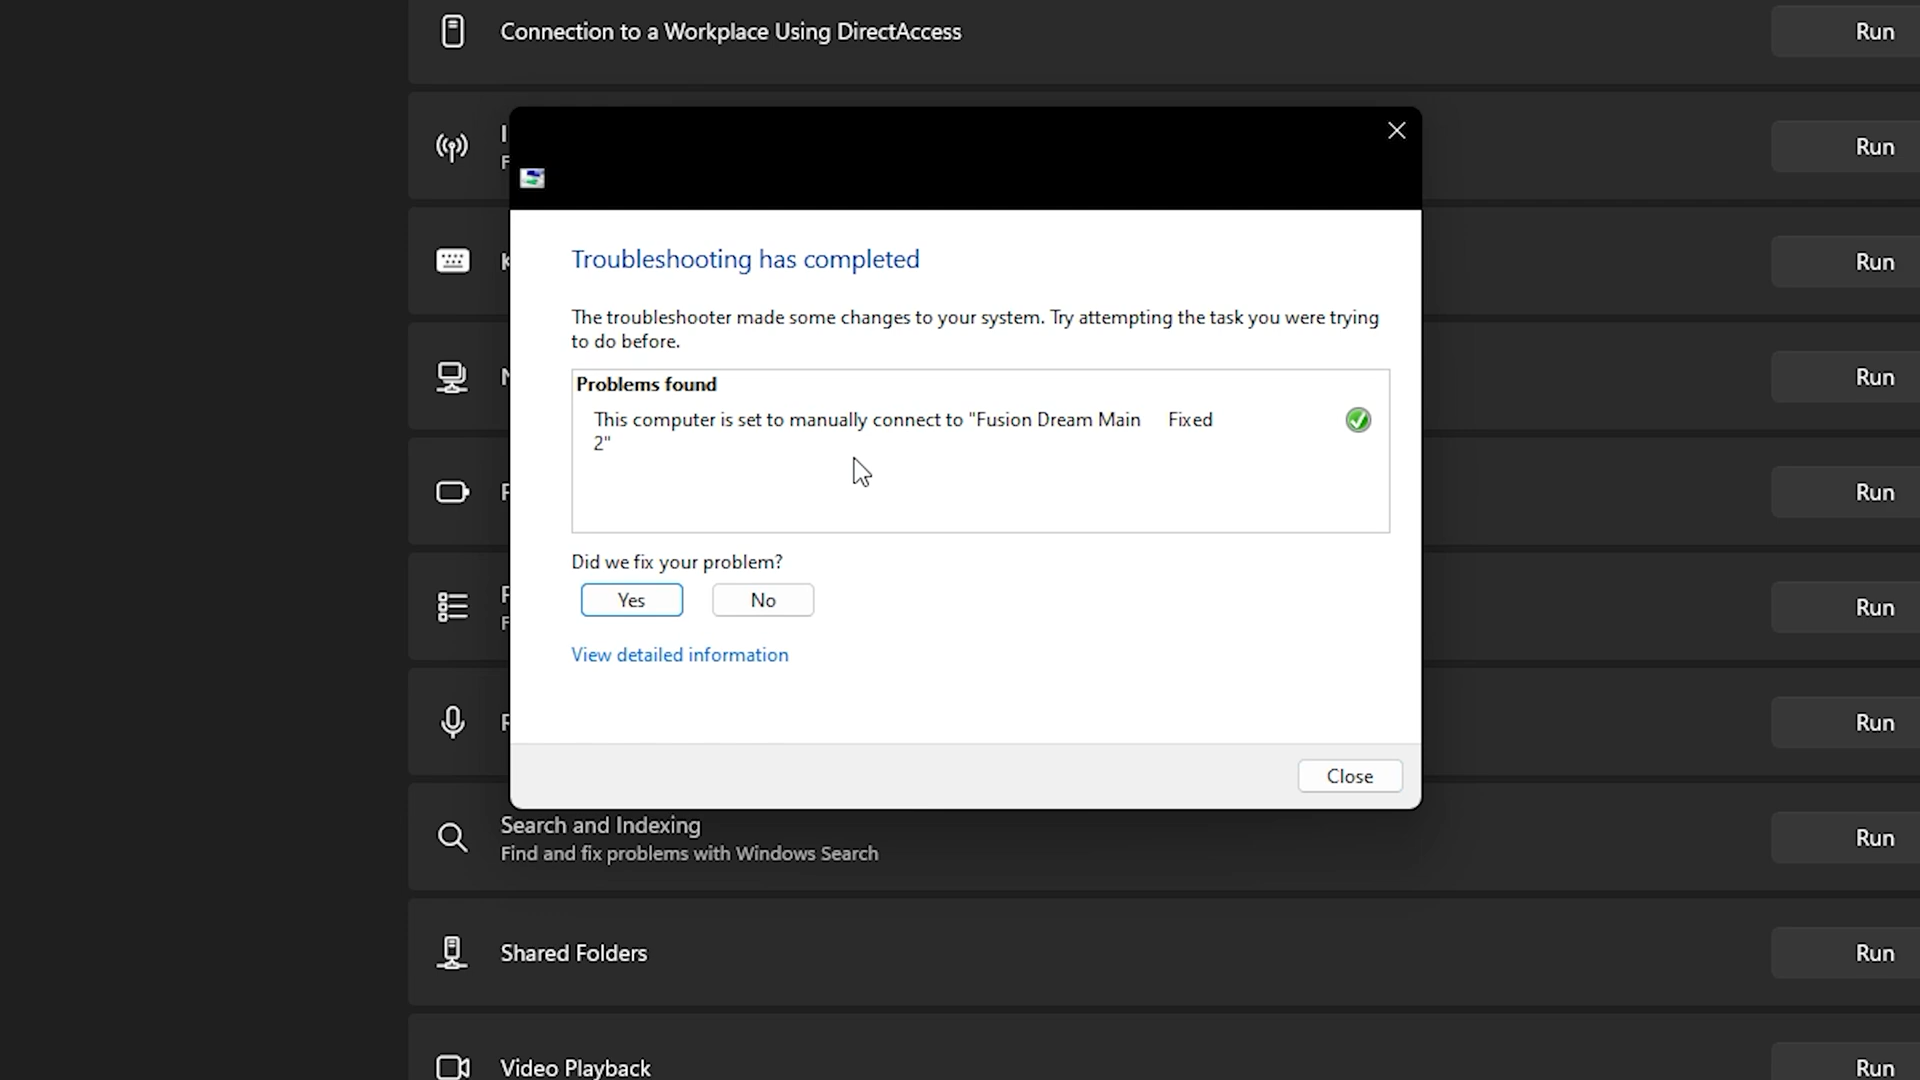 Connection to a Workplace Using DirectAccess
Run
Run
Run
Run
Run
Run
Run
Troubleshooting has completed
The troubleshooter made some changes to your system. Try attempting the task you were trying
to do before.
Problems found
This computer is set to manually connect to "Fusion Dream Main
2"
Fixed
Did we fix your problem?
Yes
No
View detailed information
Close
Search and Indexing
Find and fix problems with Windows Search
Run
Shared Folders
Run
Video Playback
Run